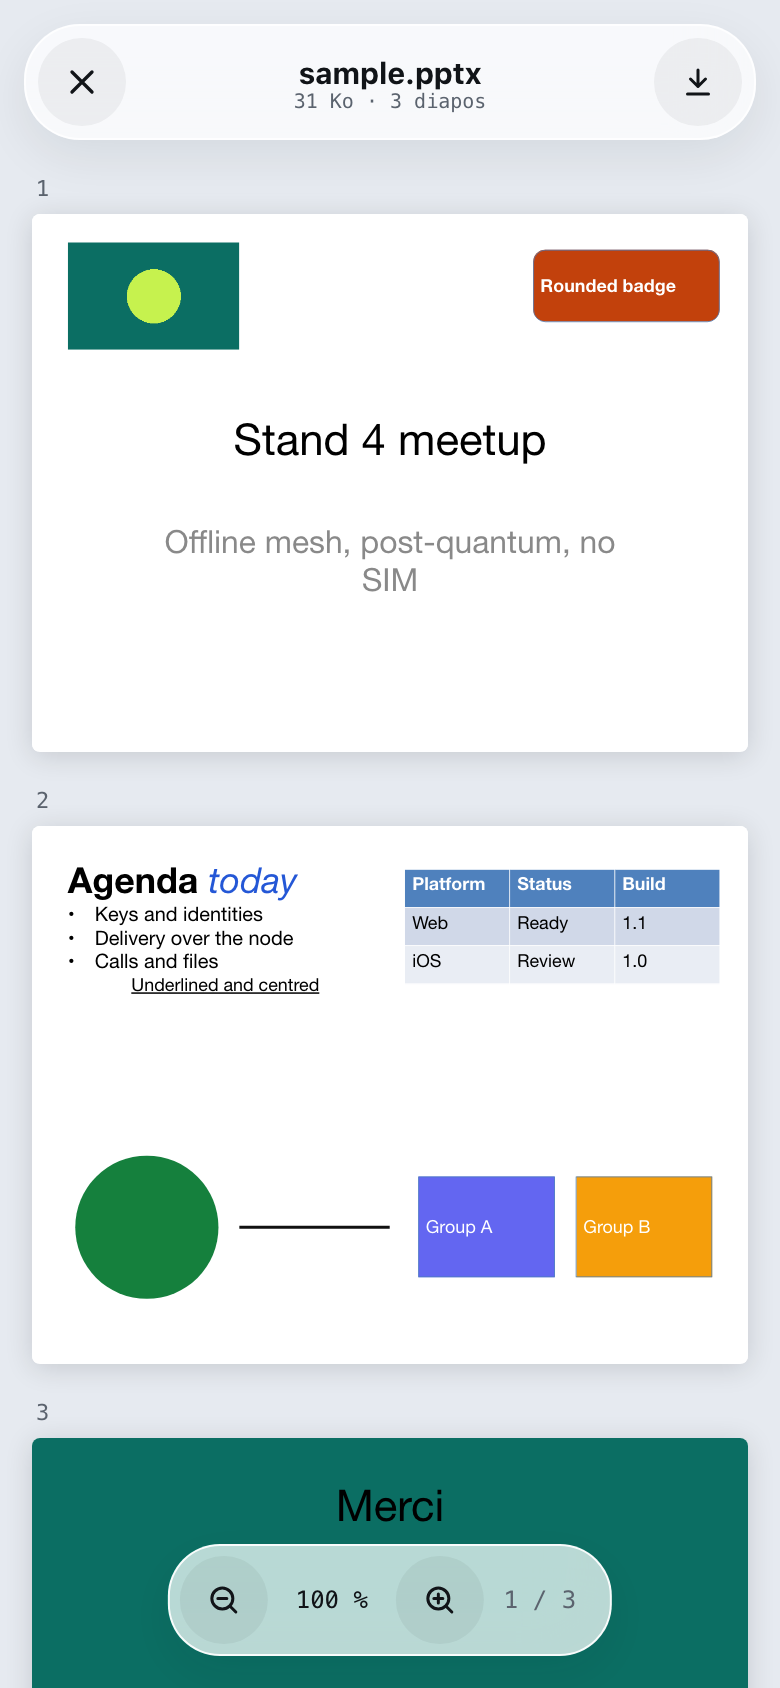 sample.pptx
31 Ko · 3 diapos
1
Rounded badge
Stand 4 meetup
Offline mesh, post-quantum, no
SIM
2
Agenda today
• Keys and identities
• Delivery over the node
• Calls and files
Underlined and centred
Platform Status Build
Web Ready 1.1
iOS Review 1.0
Group A
Group B
3
Merci
100 %
1 / 3